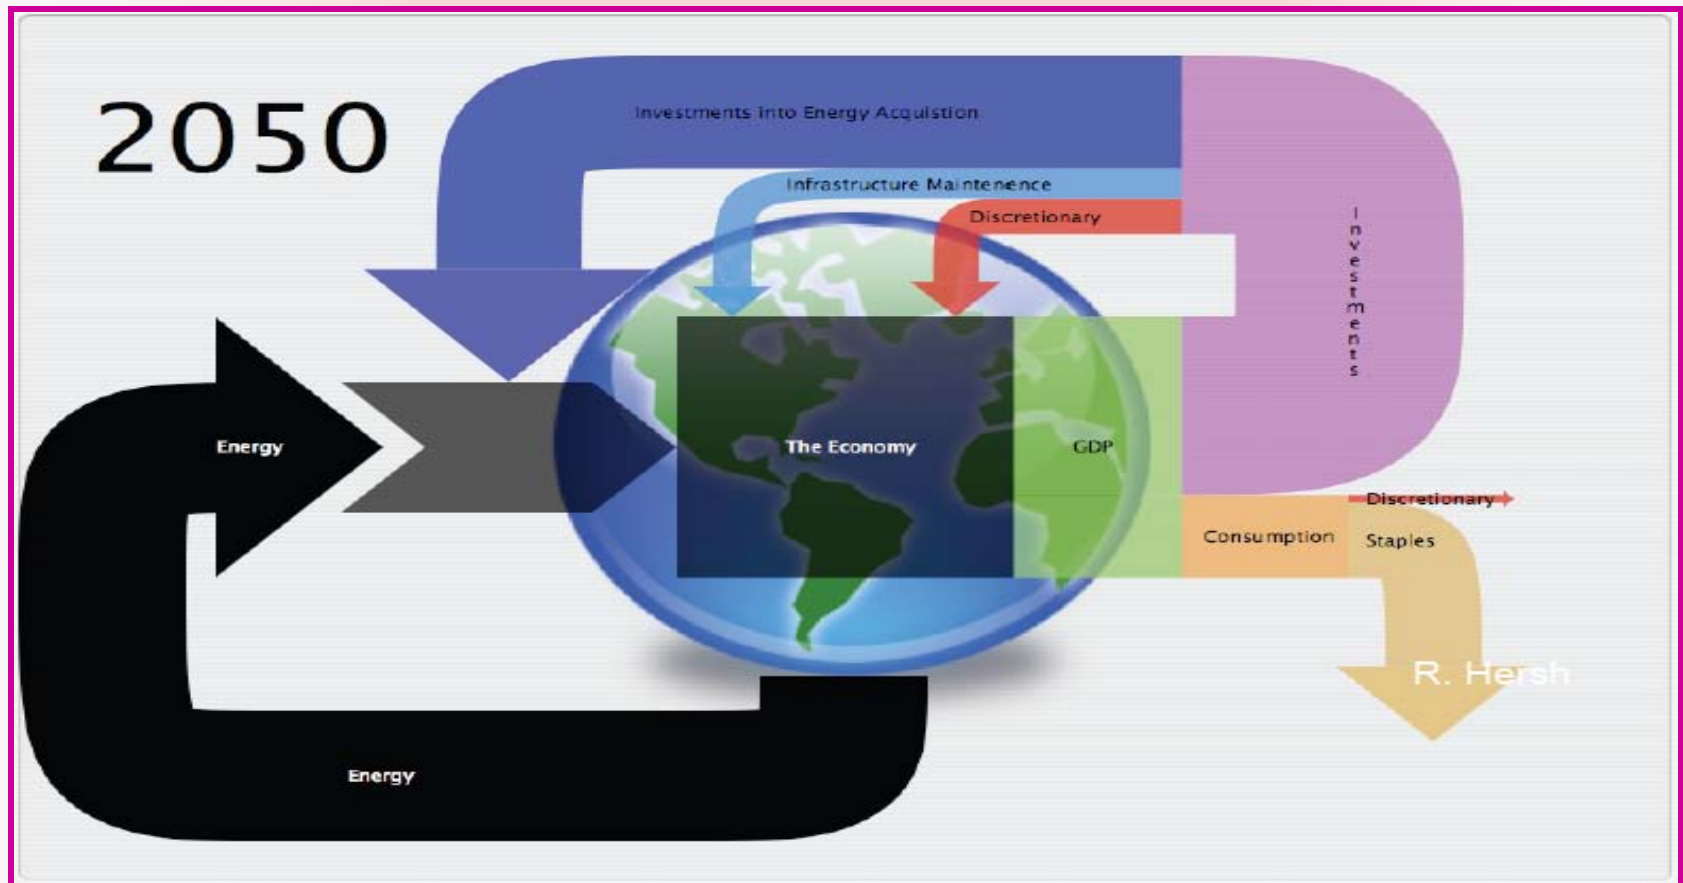 2050
Investments into Energy Acquistion
Infrastructure Maintenence
Discretionary
Investments
Energy
The Economy
GDP
Discretionary
Consumption
Staples
R. Hersh
Energy